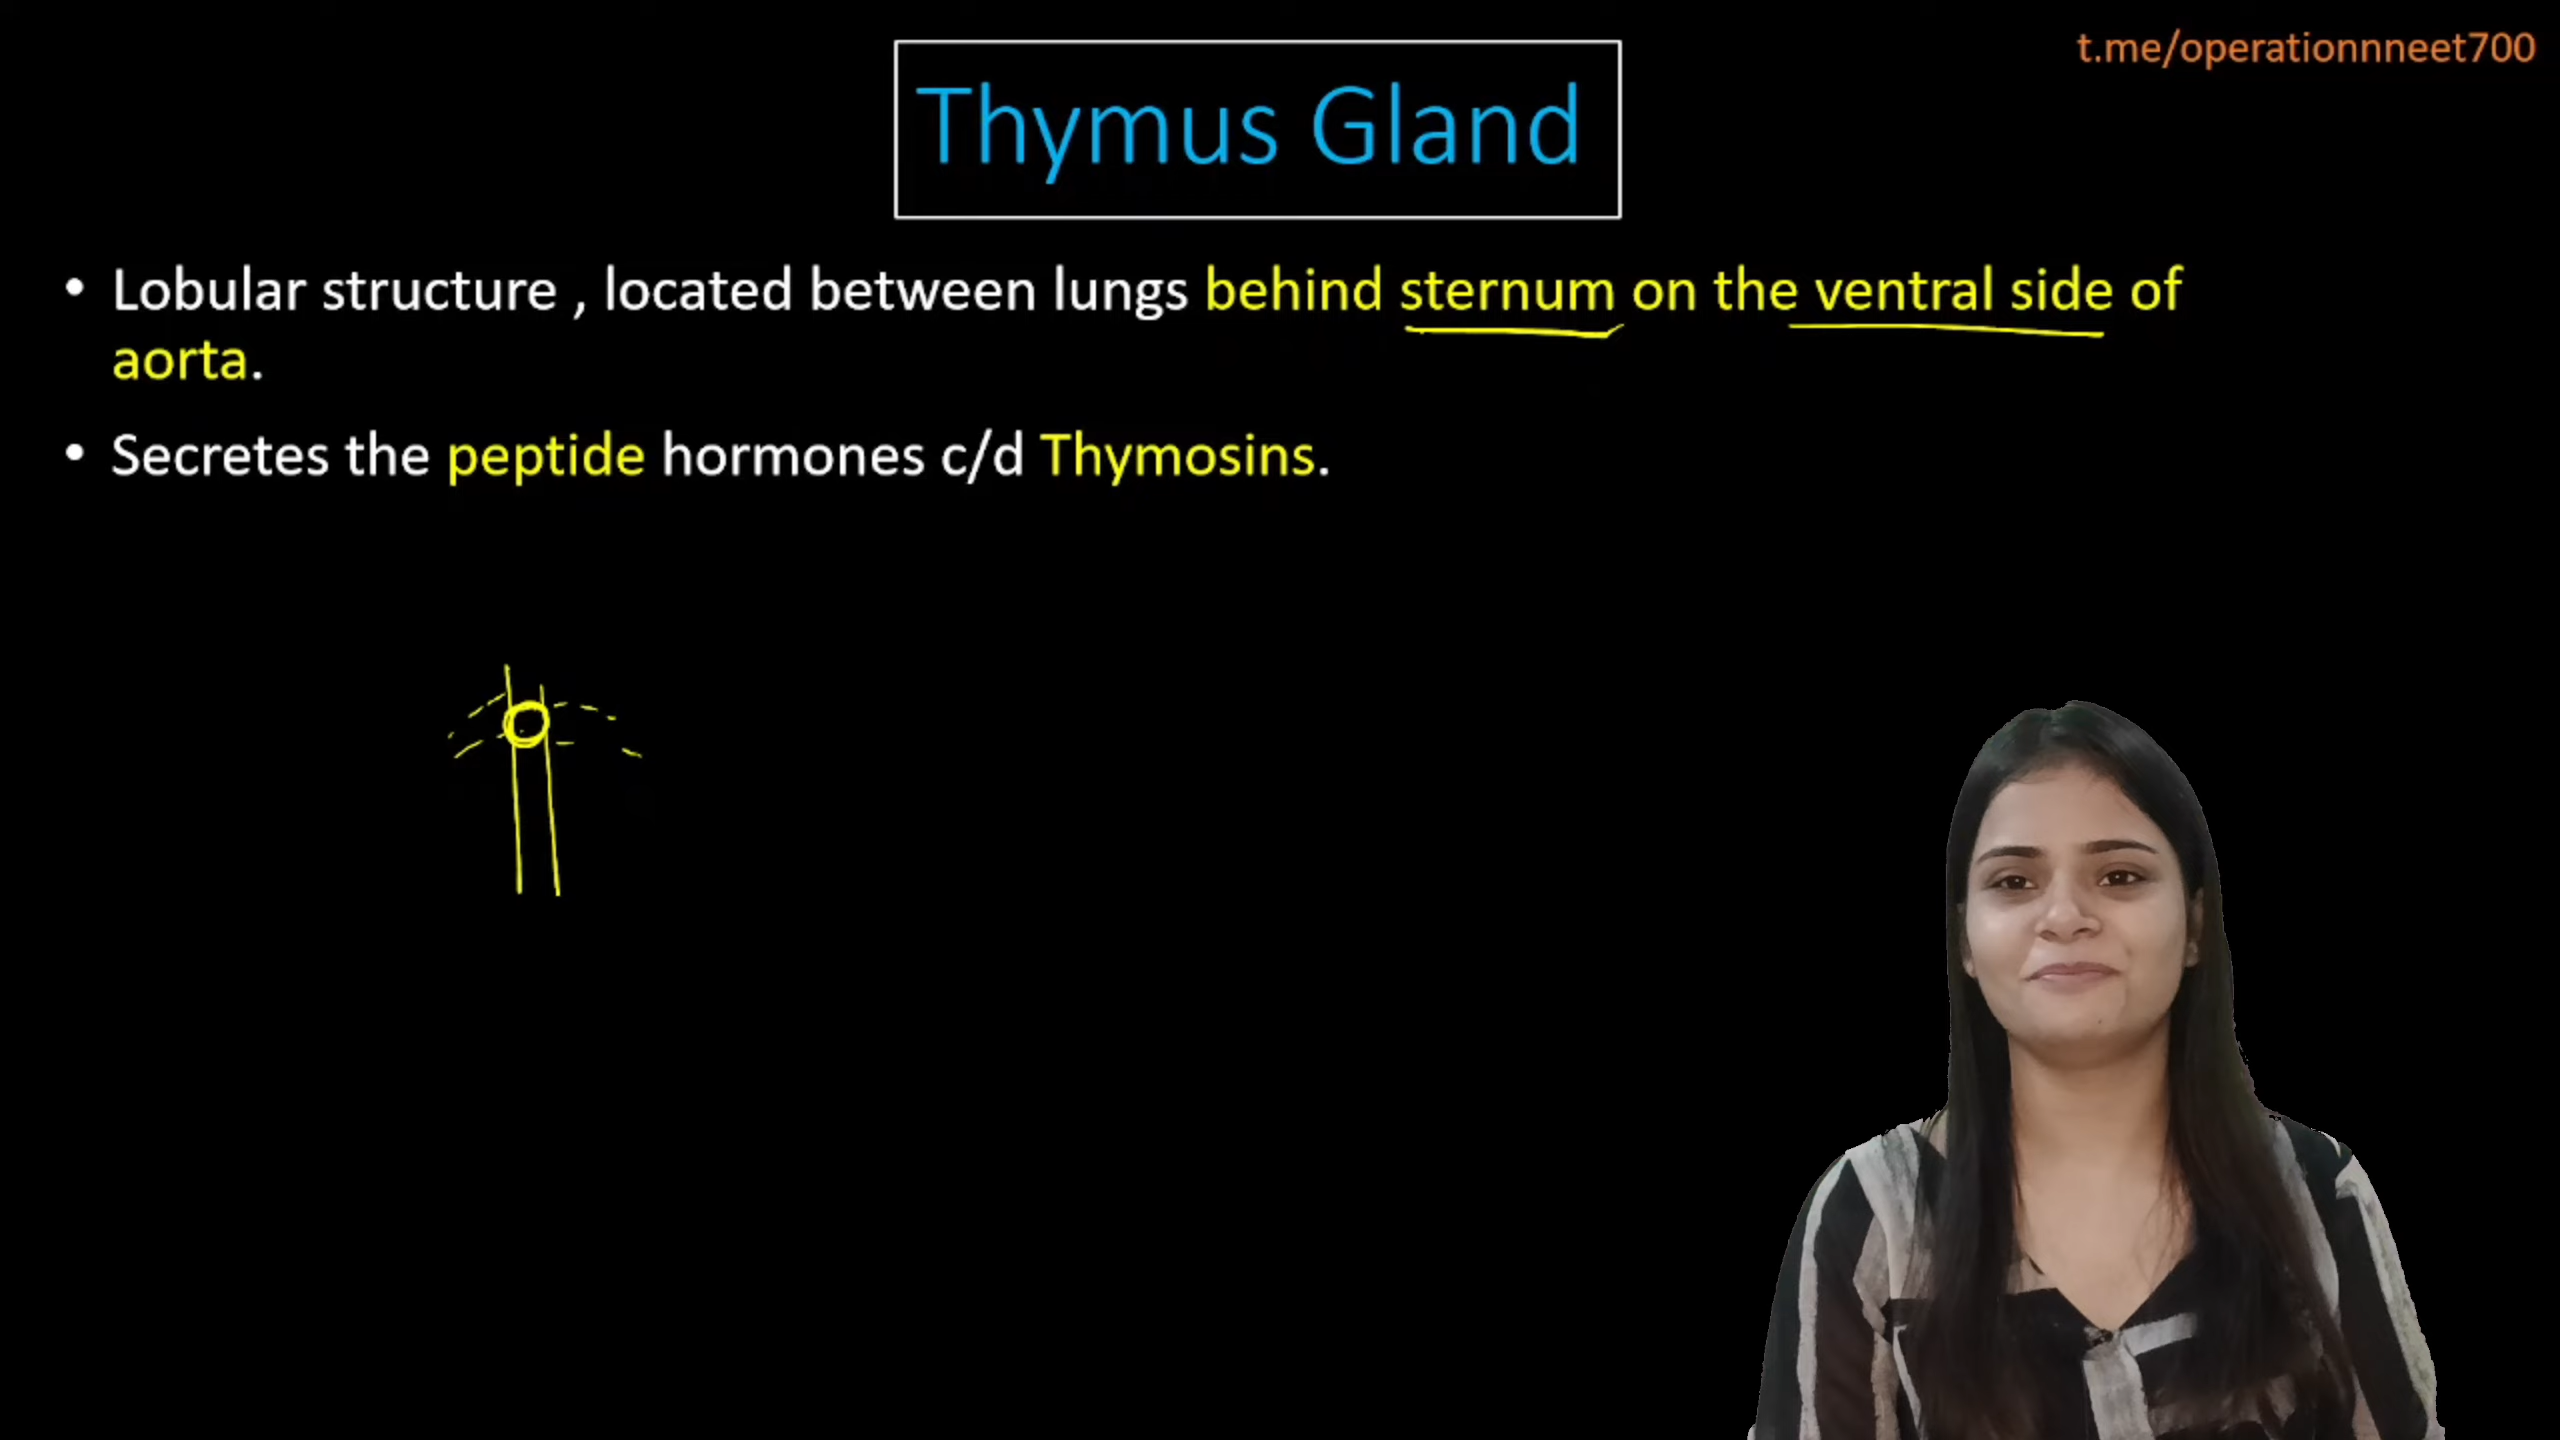 t.me/operationnneet700
Thymus Gland
• Lobular structure , located between lungs behind sternum on the ventral side of
aorta.
• Secretes the peptide hormones c/d Thymosins.